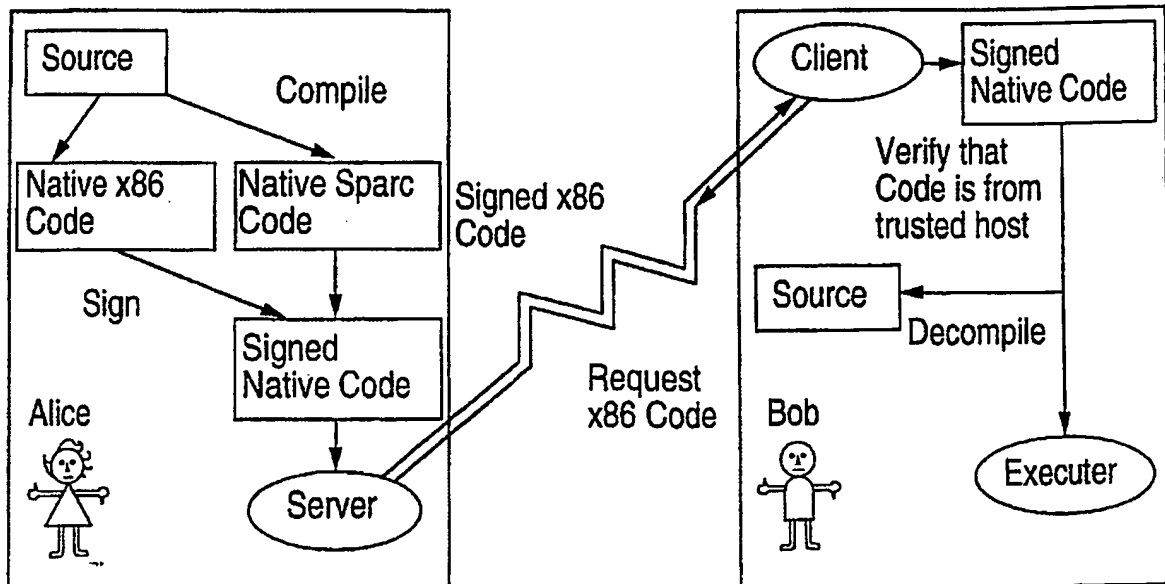 Source
Compile
Native x86
Code
Native Sparc
Code
Sign
Signed
Native Code
Alice
Server
Signed x86
Code
Request
x86 Code
Client
Signed
Native Code
Verify that
Code is from
trusted host
Source
Decompile
Bob
Executer